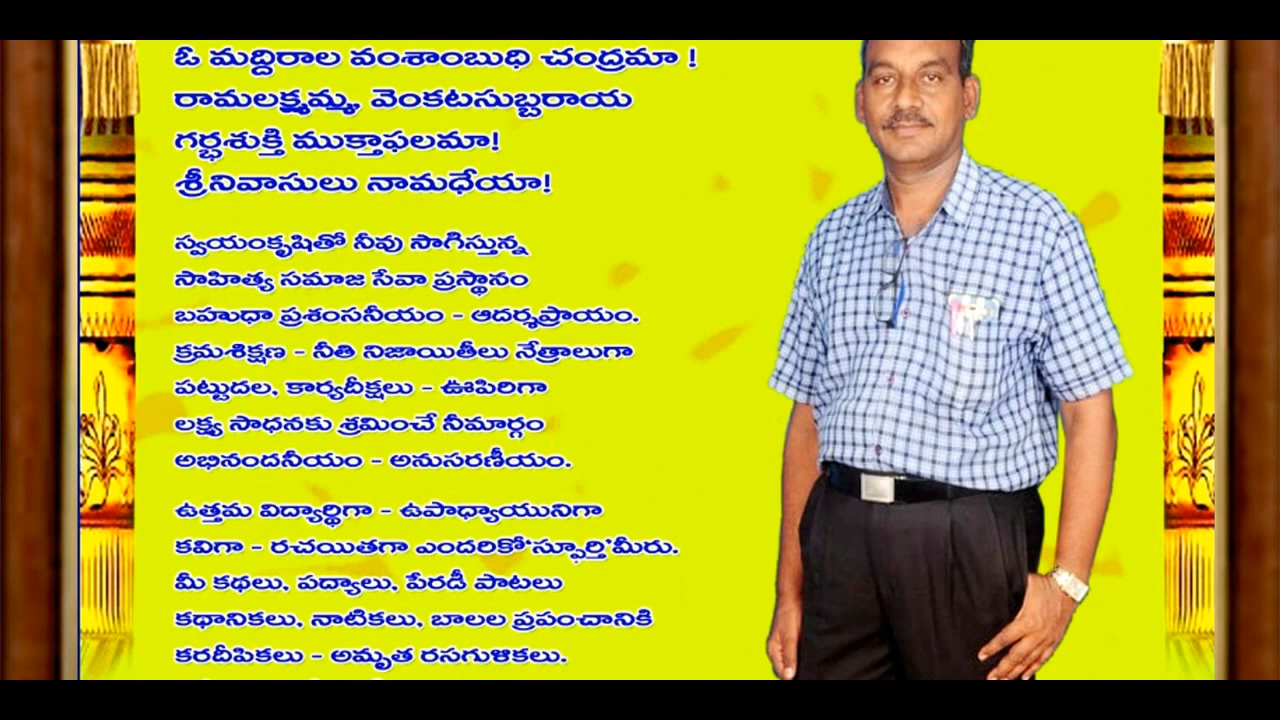 ఓ మద్దిరాల వంశాంబుధి చంద్రమా !
రామలక్ష్మమ్మ, వెంకటసుబ్బరాయ
గర్భశుక్తి ముక్తాఫలమా!
శ్రీనివాసులు నామధేయా!
స్వయంకృషితో నీవు సాగిస్తున్న
సాహిత్య సమాజ సేవా ప్రస్థానం
బహుధా ప్రశంసనీయం - ఆదర్శప్రాయం.
క్రమశిక్షణ - నీతి నిజాయితీలు నేత్రాలుగా
పట్టుదల, కార్యదీక్షలు - ఊపిరిగా
లక్ష్య సాధనకు శ్రమించే నీమార్గం
అభినందనీయం - అనుసరణీయం.
ఉత్తమ విద్యార్థిగా - ఉపాధ్యాయునిగా
కవిగా - రచయితగా ఎందరికో'స్ఫూర్తి'మీరు.
మీ కథలు, పద్యాలు, పేరడీ పాటలు
కథానికలు, నాటికలు, బాలల ప్రపంచానికి
కరదీపికలు - అమృత రసగుళికలు.